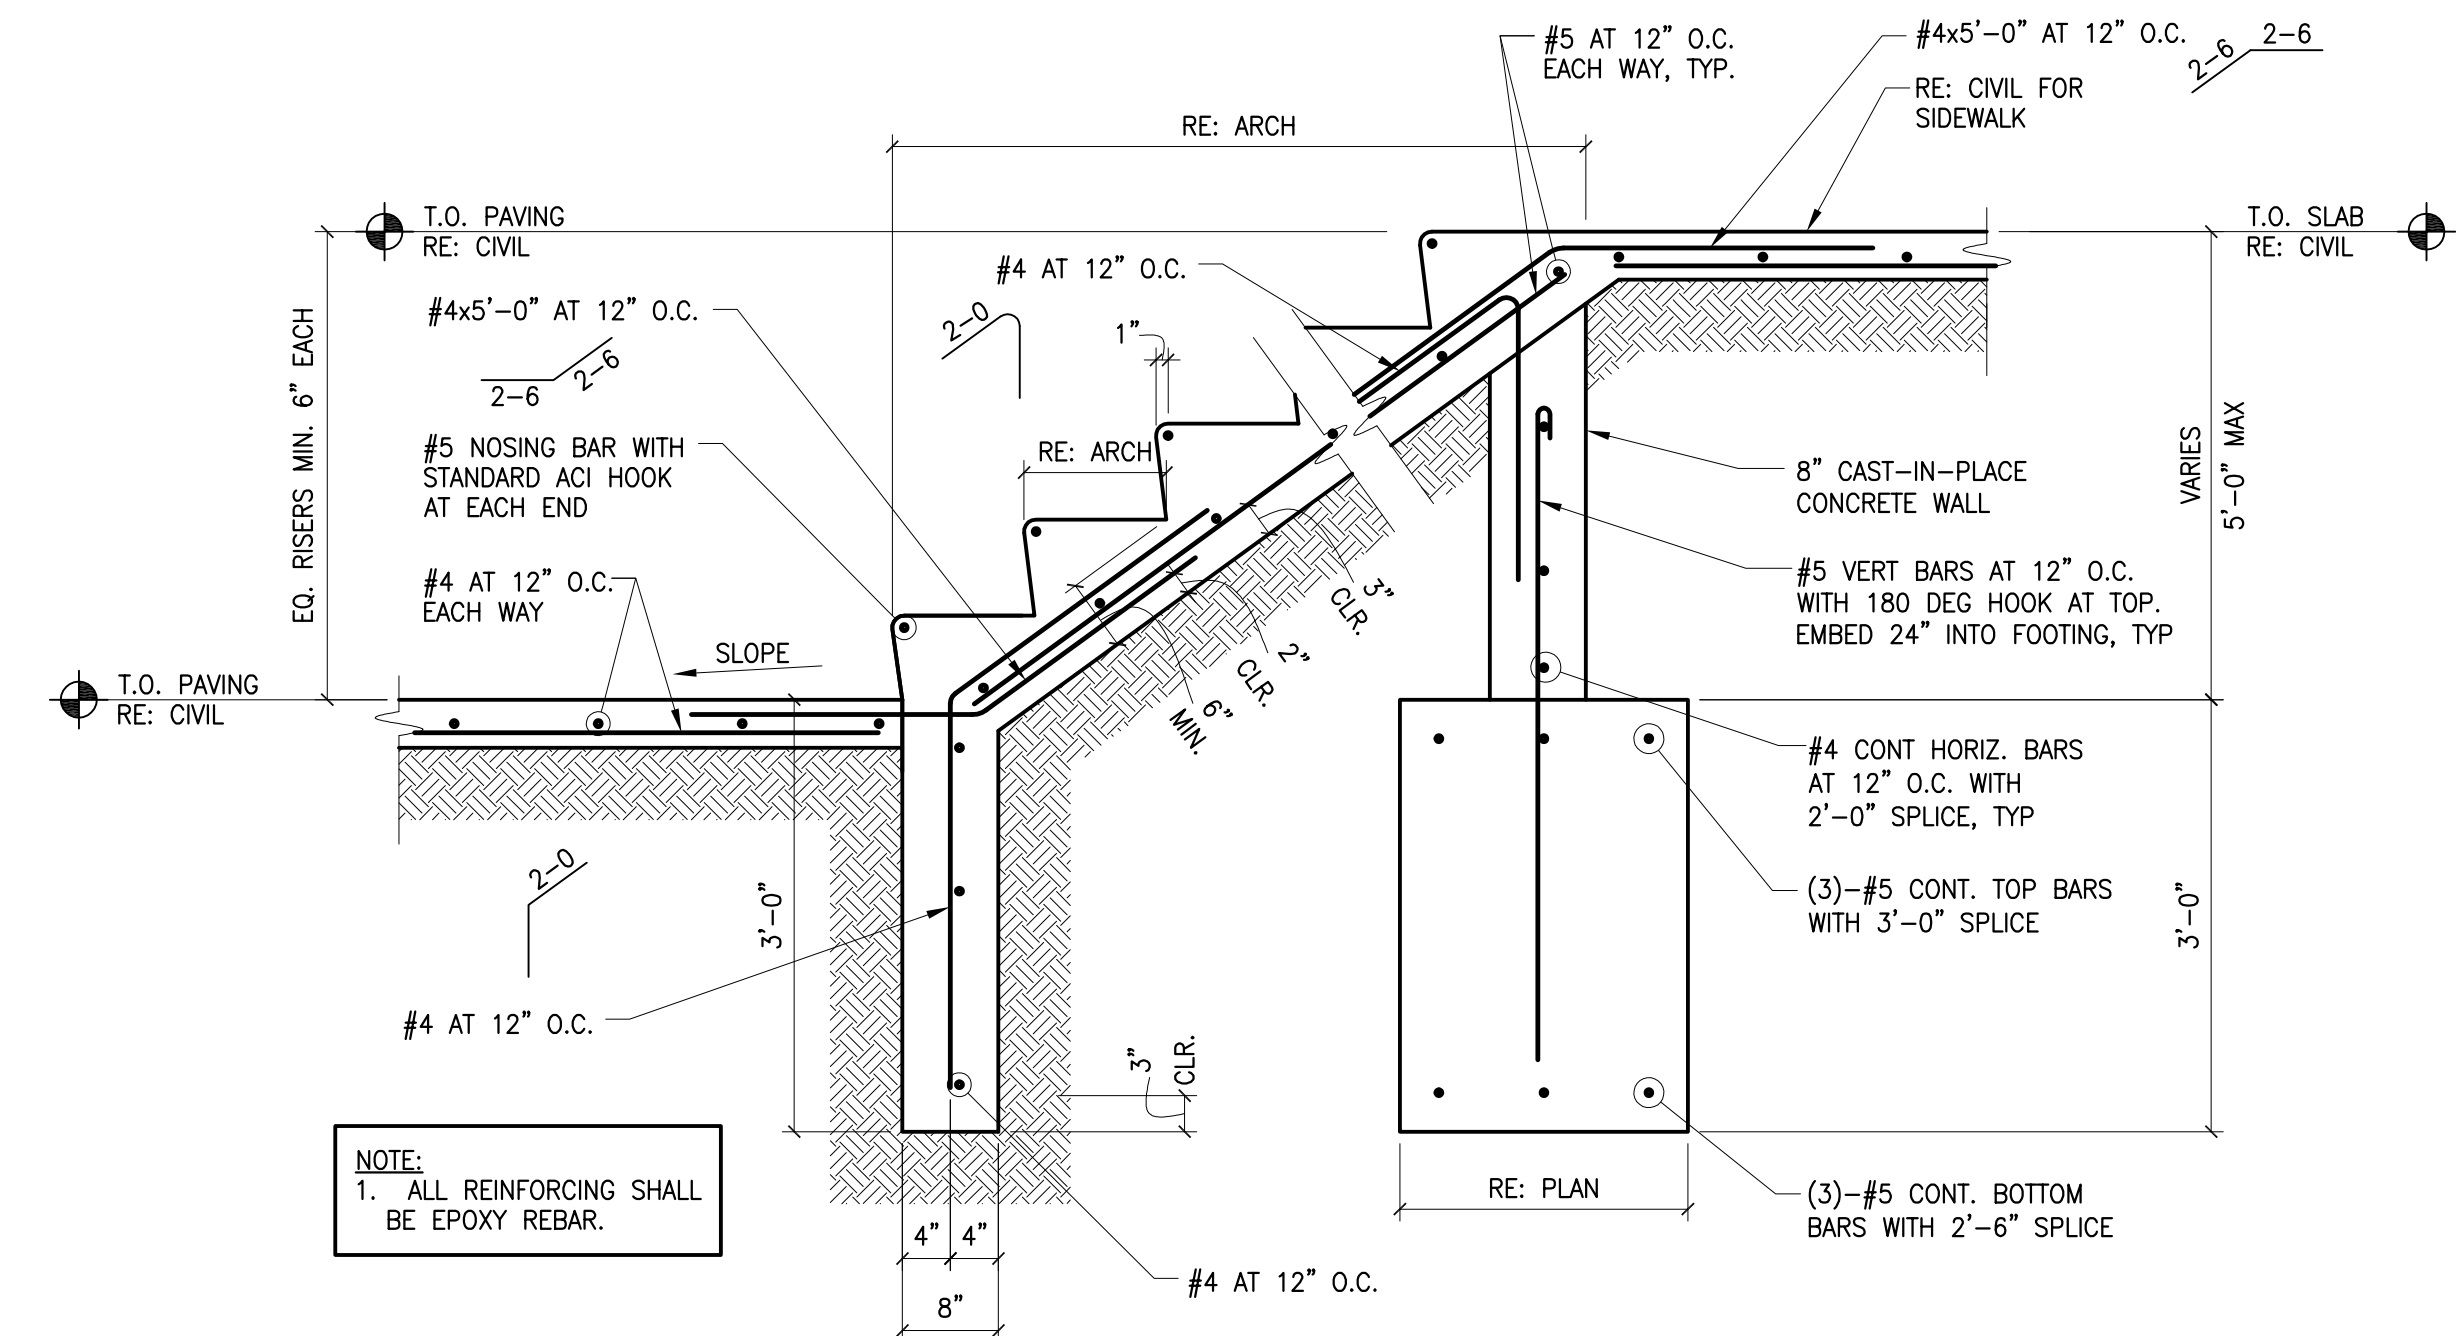 #5 AT 12" O.C.
EACH WAY, TYP.
#4x5'-0" AT 12" O.C.
2-6
2-6
RE: CIVIL FOR
SIDEWALK
RE: ARCH
T.O. PAVING
RE: CIVIL
T.O. SLAB
RE: CIVIL
#4 AT 12" O.C.
#4x5'-0" AT 12" O.C.
2-0
1"
2-6
2-6
EQ. RISERS MIN. 6" EACH
#5 NOSING BAR WITH
STANDARD ACI HOOK
AT EACH END
RE: ARCH
VARIES
5'-0" MAX
8" CAST-IN-PLACE
CONCRETE WALL
#4 AT 12" O.C.
EACH WAY
#5 VERT BARS AT 12" O.C.
WITH 180 DEG HOOK AT TOP.
EMBED 24" INTO FOOTING, TYP
3"
CLR.
2"
CLR.
6"
MIN.
SLOPE
T.O. PAVING
RE: CIVIL
#4 CONT HORIZ. BARS
AT 12" O.C. WITH
2'-0" SPLICE, TYP
2-0
3'-0"
(3)-#5 CONT. TOP BARS
WITH 3'-0" SPLICE
3'-0"
#4 AT 12" O.C.
3"
CLR.
NOTE:
1. ALL REINFORCING SHALL
BE EPOXY REBAR.
RE: PLAN
(3)-#5 CONT. BOTTOM
BARS WITH 2'-6" SPLICE
4"
4"
#4 AT 12" O.C.
8"